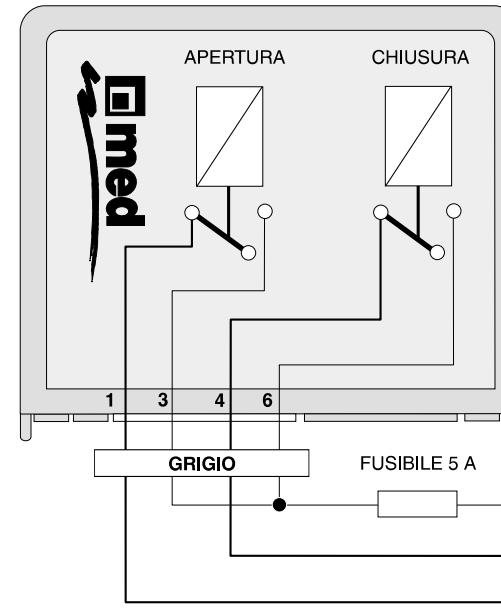 APERTURA
CHIUSURA
med
1 3 4 6
GRIGIO
FUSIBILE 5 A